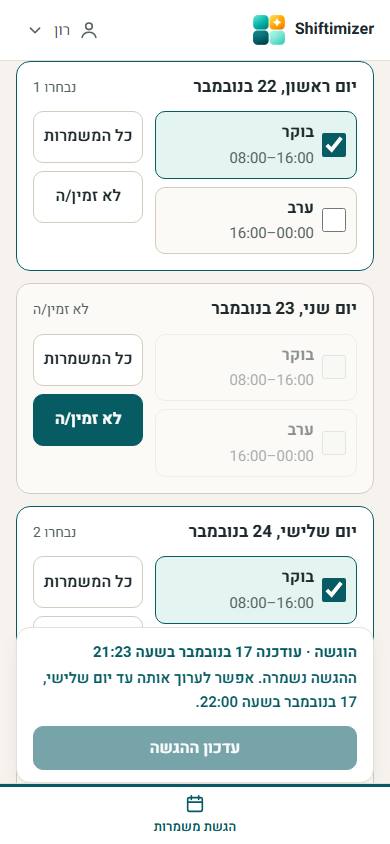 Shiftimizer
רון
יום ראשון, 22 בנובמבר
נבחרו 1
בוקר
08:00–16:00
ערב
16:00–00:00
כל המשמרות
לא זמין/ה
יום שני, 23 בנובמבר
לא זמין/ה
בוקר
08:00–16:00
ערב
16:00–00:00
כל המשמרות
לא זמין/ה
יום שלישי, 24 בנובמבר
נבחרו 2
בוקר
08:00–16:00
כל המשמרות
הוגשה · עודכנה 17 בנובמבר בשעה 21:23
ההגשה נשמרה. אפשר לערוך אותה עד יום שלישי,
17 בנובמבר בשעה 22:00.
עדכון ההגשה
הגשת משמרות